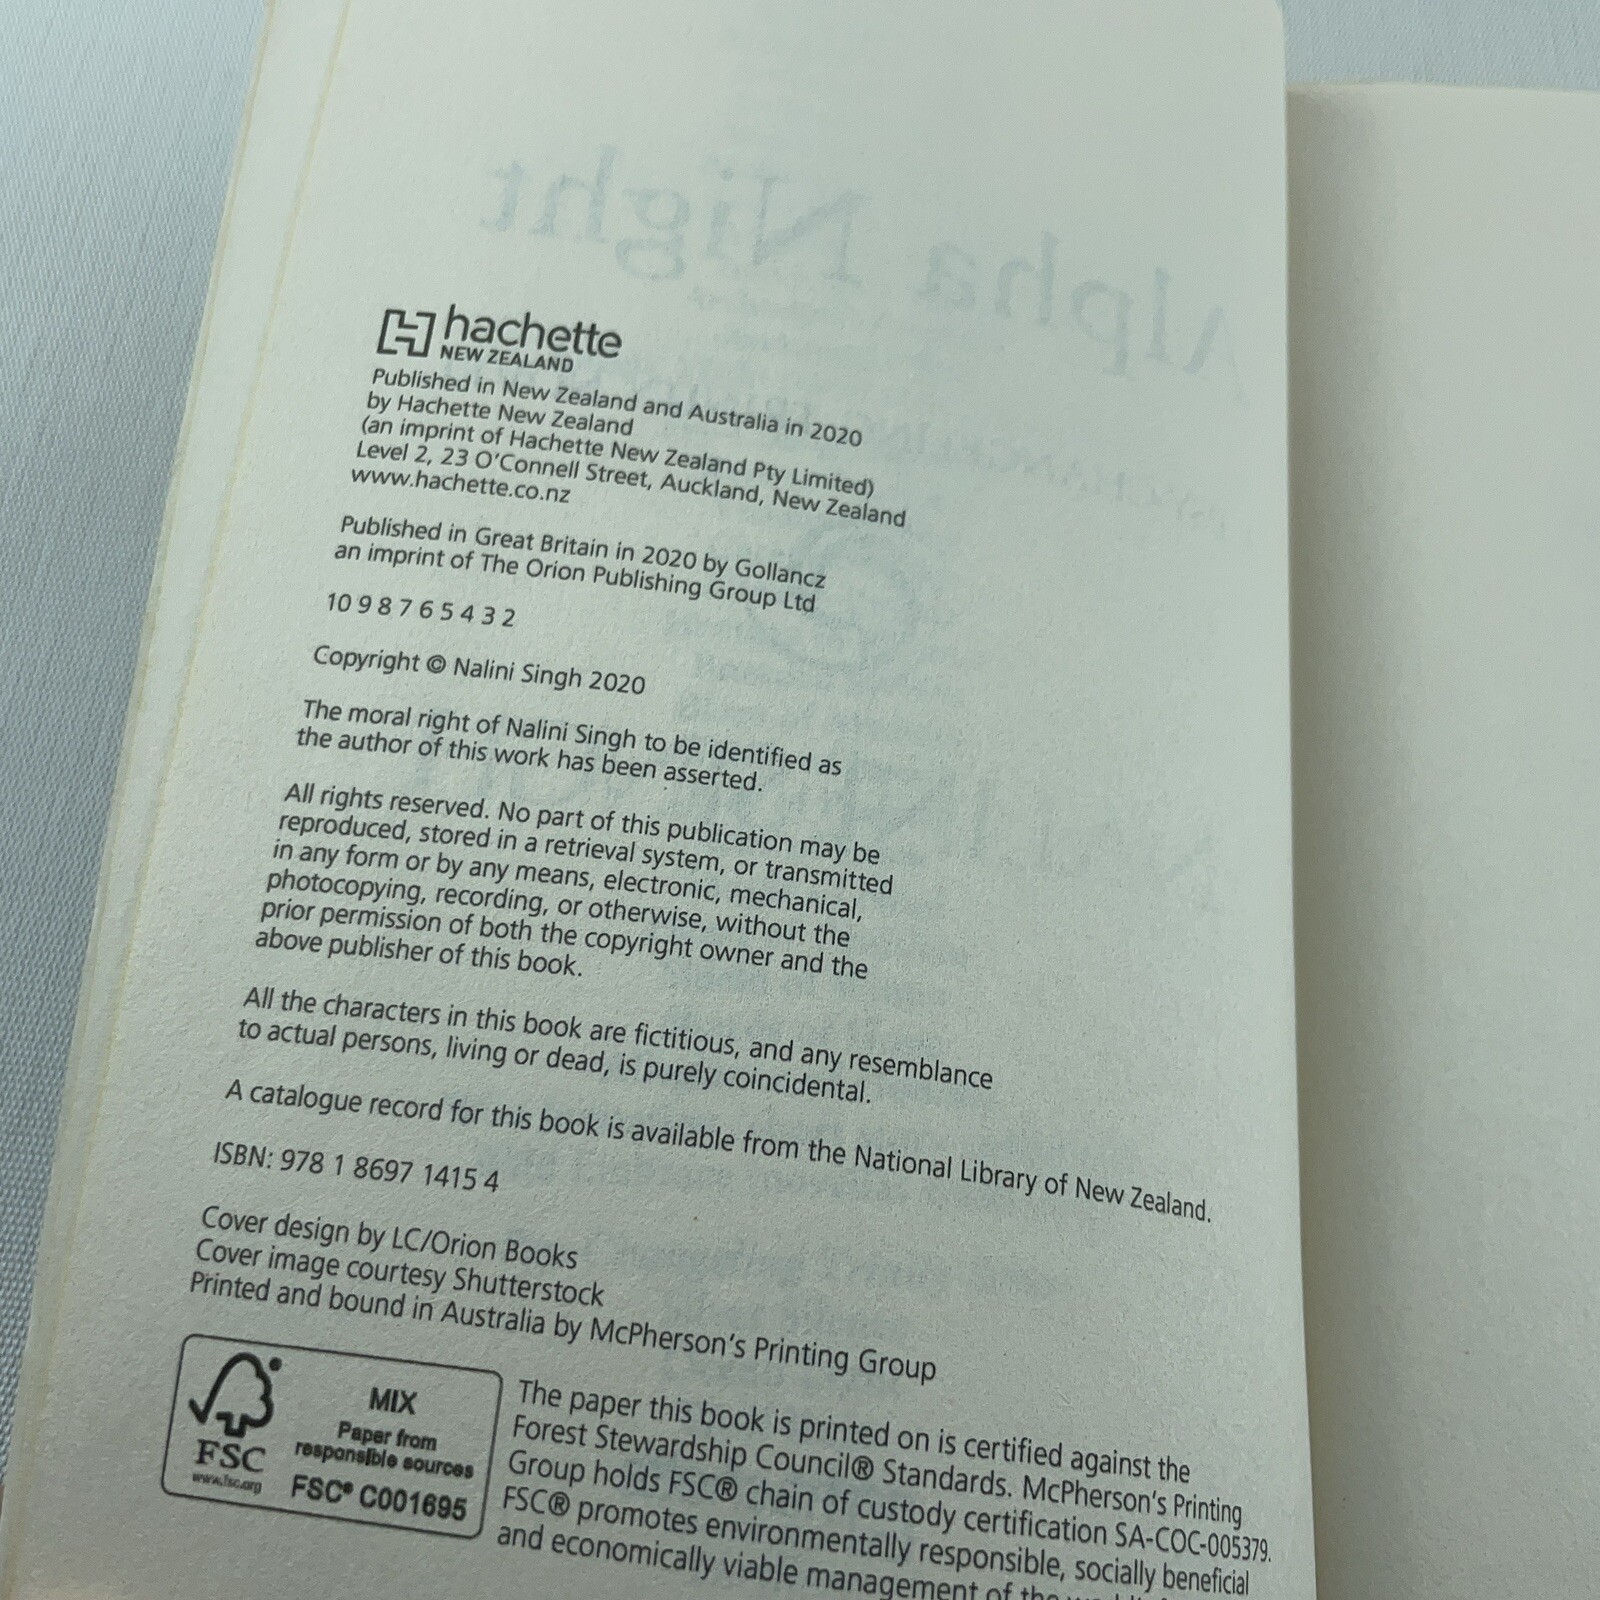 Alpha Night
hachette
NEW ZEALAND
Published in New Zealand and Australia in 2020
by Hachette New Zealand
(an imprint of Hachette New Zealand Pty Limited)
Level 2, 23 O'Connell Street, Auckland, New Zealand
www.hachette.co.nz
Published in Great Britain in 2020 by Gollancz
an imprint of The Orion Publishing Group Ltd
10 9 8 7 6 5 4 3 2
Copyright © Nalini Singh 2020
The moral right of Nalini Singh to be identified as
the author of this work has been asserted.
All rights reserved. No part of this publication may be
reproduced, stored in a retrieval system, or transmitted
in any form or by any means, electronic, mechanical,
photocopying, recording, or otherwise, without the
prior permission of both the copyright owner and the
above publisher of this book.
All the characters in this book are fictitious, and any resemblance
to actual persons, living or dead, is purely coincidental.
A catalogue record for this book is available from the National Library of New Zealand.
ISBN: 978 1 8697 1415 4
Cover design by LC/Orion Books
Cover image courtesy Shutterstock
Printed and bound in Australia by McPherson's Printing Group
FSC
www.fsc.org
MIX
Paper from
responsible sources
FSC® C001695
The paper this book is printed on is certified against the
Forest Stewardship Council® Standards. McPherson's Printing
Group holds FSC® chain of custody certification SA-COC-005379.
FSC® promotes environmentally responsible, socially beneficial
and economically viable management of the